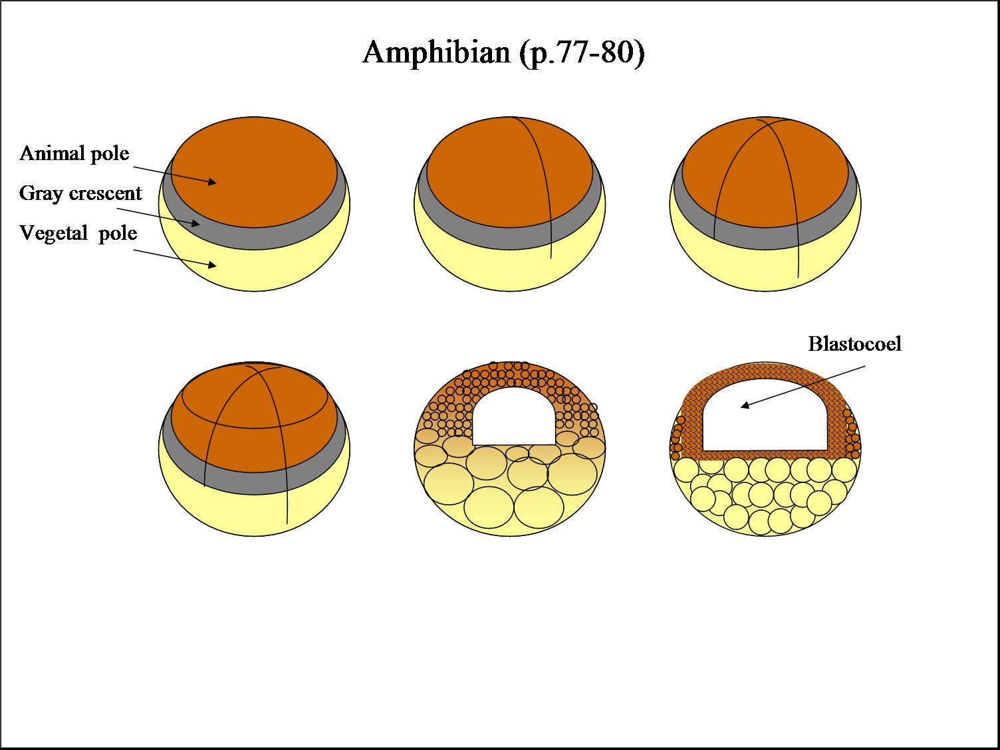 Amphibian (p.77-80)
Animal pole
Gray crescent
Vegetal  pole
Blastocoel